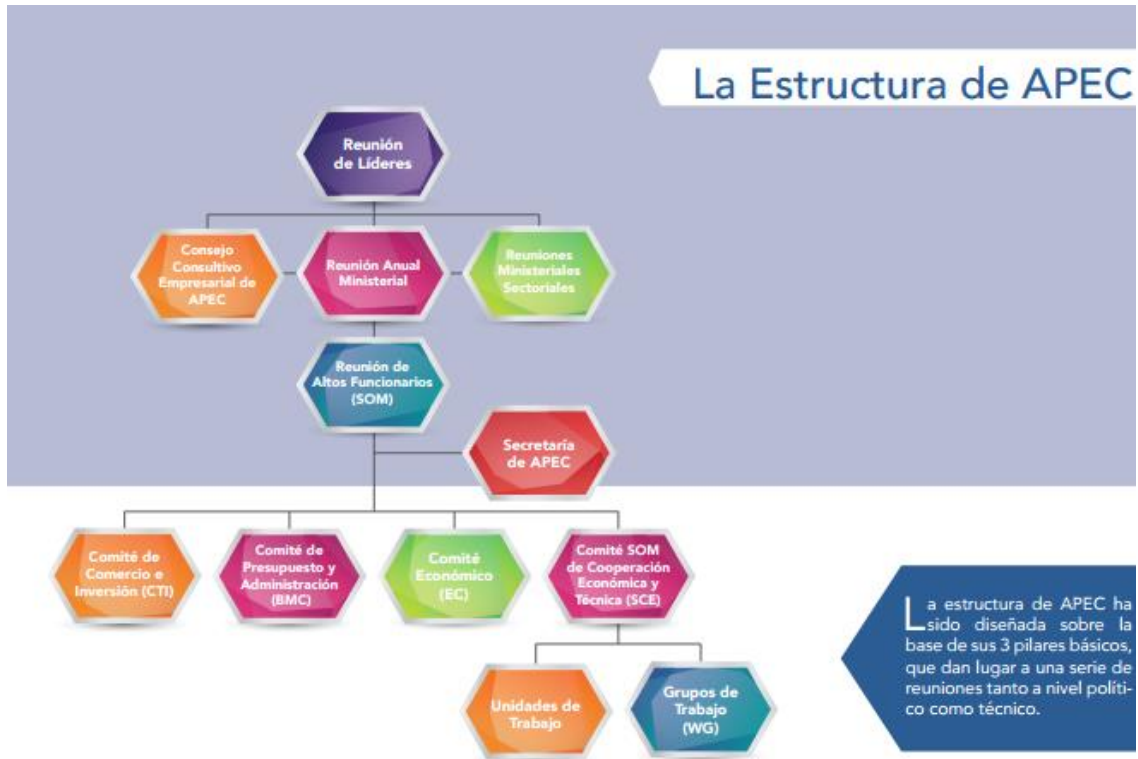 La Estructura de APEC
Reunión
de Líderes
Consejo
Consultivo
Empresarial de
APEC
Reunión Anual
Ministerial
Reuniones
Ministeriales
Sectoriales
Reunión de
Altos Funcionarios
(SOM)
Secretaría
de APEC
Comité de
Comercio e
Inversión (CTI)
Comité de
Presupuesto y
Administración
(BMC)
Comité
Económico
(EC)
Comité SOM
de Cooperación
Económica y
Técnica (SCE)
Unidades de
Trabajo
Grupos de
Trabajo
(WG)
La estructura de APEC ha
sido diseñada sobre la
base de sus 3 pilares básicos,
que dan lugar a una serie de
reuniones tanto a nivel políti-
co como técnico.